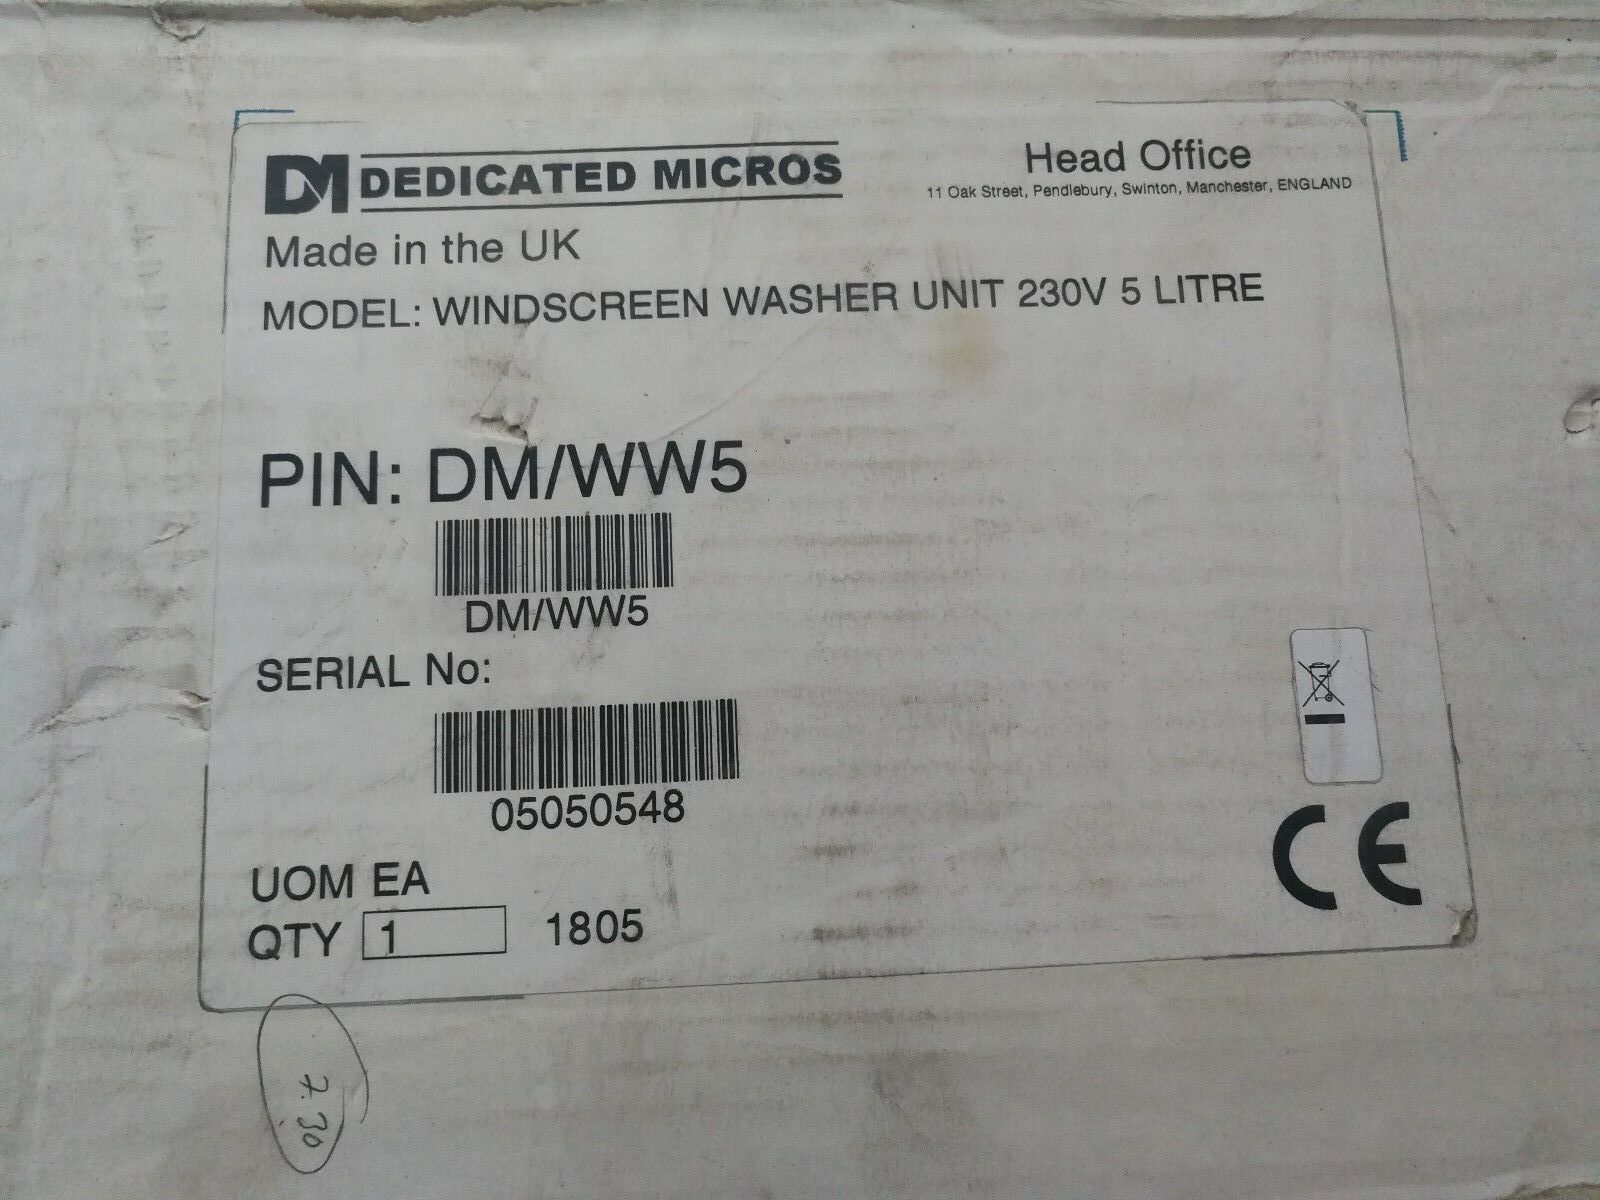 DM DEDICATED MICROS
Head Office
11 Oak Street, Pendlebury, Swinton, Manchester, ENGLAND
Made in the UK
MODEL: WINDSCREEN WASHER UNIT 230V 5 LITRE
PIN: DM/WW5
DM/WW5
SERIAL No:
05050548
UOM EA
QTY 1 1805
CE
7.30